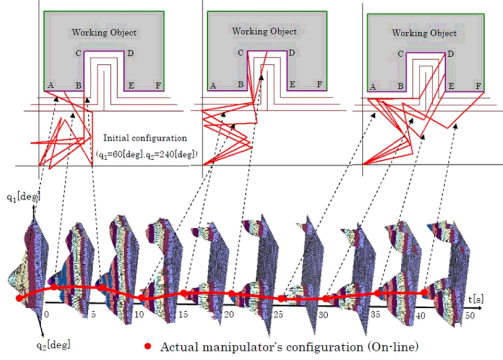 Working Object
C D
A B E F
Initial configuration
(q1=60[deg].q2=240[deg])
Working Object
C D
A B E F
Working Object
C D
A B E F
q1[deg]
0 5 10 15 20 25 30 35 40 50
t[s]
q2[deg]
Actual manipulator's configuration (On-line)